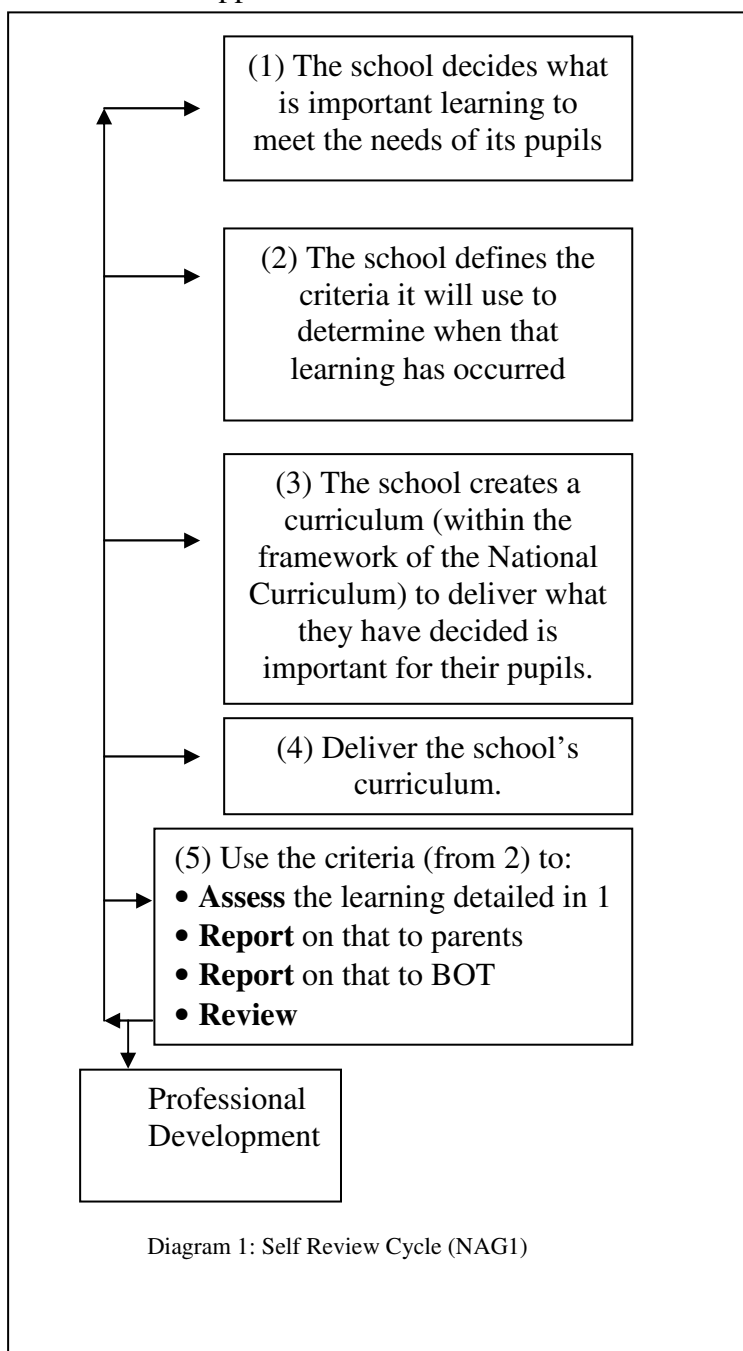 (1) The school decides what
is important learning to
meet the needs of its pupils
(2) The school defines the
criteria it will use to
determine when that
learning has occurred
(3) The school creates a
curriculum (within the
framework of the National
Curriculum) to deliver what
they have decided is
important for their pupils.
(4) Deliver the school’s
curriculum.
(5) Use the criteria (from 2) to:
• Assess the learning detailed in 1
• Report on that to parents
• Report on that to BOT
• Review
Professional
Development
Diagram 1: Self Review Cycle (NAG1)